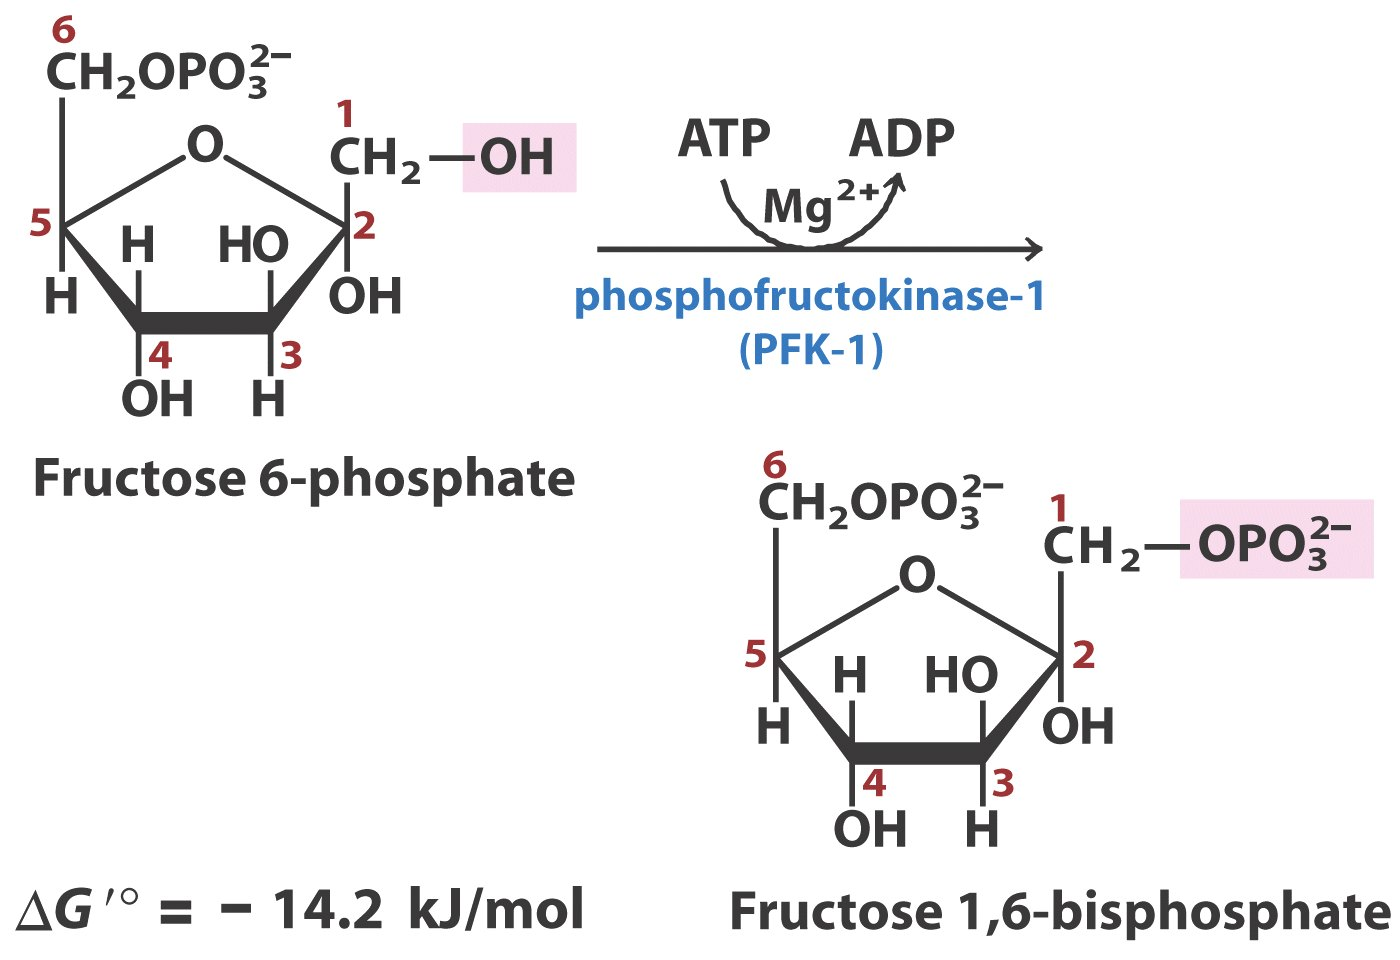 6
CH₂OPO₃²⁻
1
O
CH₂—OH
ATP ADP
Mg²⁺
5 H HO 2
H OH
phosphofructokinase-1
(PFK-1)
4 3
OH H
Fructose 6-phosphate
6
CH₂OPO₃²⁻
1
CH₂—OPO₃²⁻
O
5 H HO 2
H OH
4 3
OH H
ΔG′° = − 14.2 kJ/mol
Fructose 1,6-bisphosphate